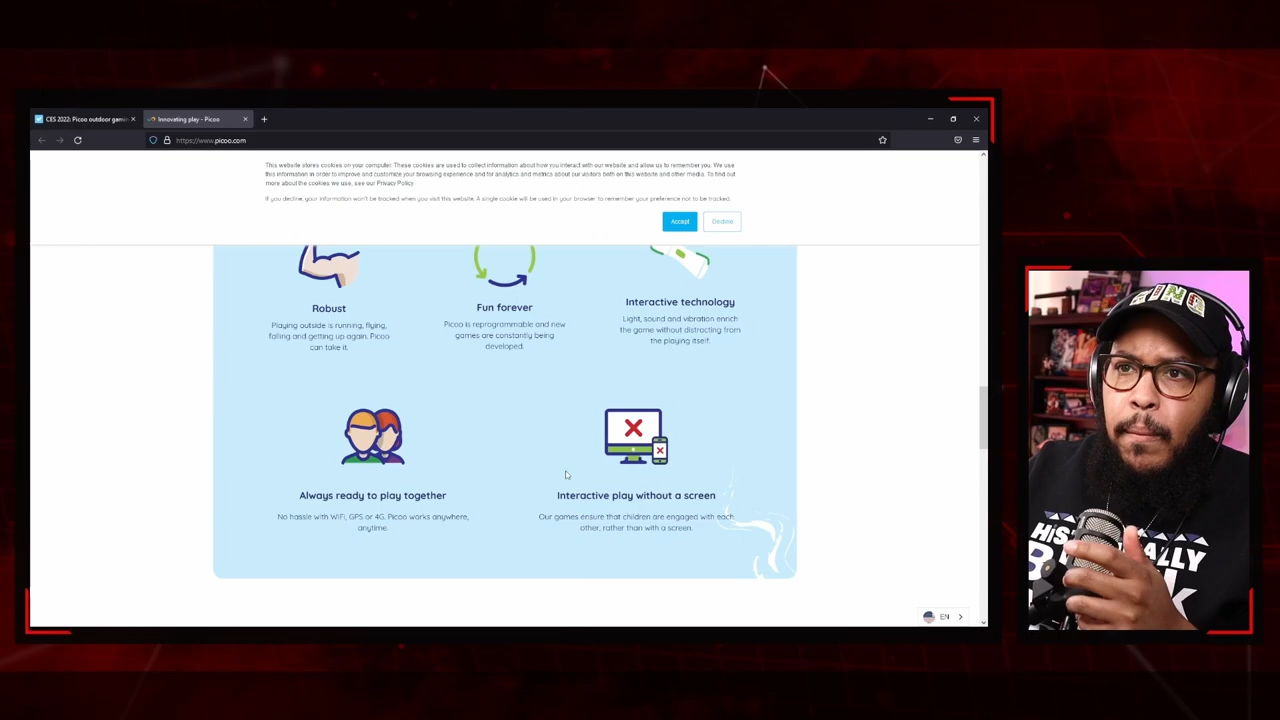 CES 2022: Picoo outdoor gami
Innovating play - Picoo
https://www.picoo.com
This website stores cookies on your computer. These cookies are used to collect information about how you interact with our website and allow us to remember you. We use
this information in order to improve and customize your browsing experience and for analytics and metrics about our visitors both on this website and other media. To find out
more about the cookies we use, see our Privacy Policy.
If you decline, your information won't be tracked when you visit this website. A single cookie will be used in your browser to remember your preference not to be tracked.
Accept
Decline
Robust
Playing outside is running, flying,
falling and getting up again. Picoo
can take it.
Fun forever
Picoo is reprogrammable and new
games are constantly being
developed.
Interactive technology
Light, sound and vibration enrich
the game without distracting from
the playing itself.
Always ready to play together
No hassle with WiFi, GPS or 4G. Picoo works anywhere,
anytime.
Interactive play without a screen
Our games ensure that children are engaged with each
other, rather than with a screen.
EN